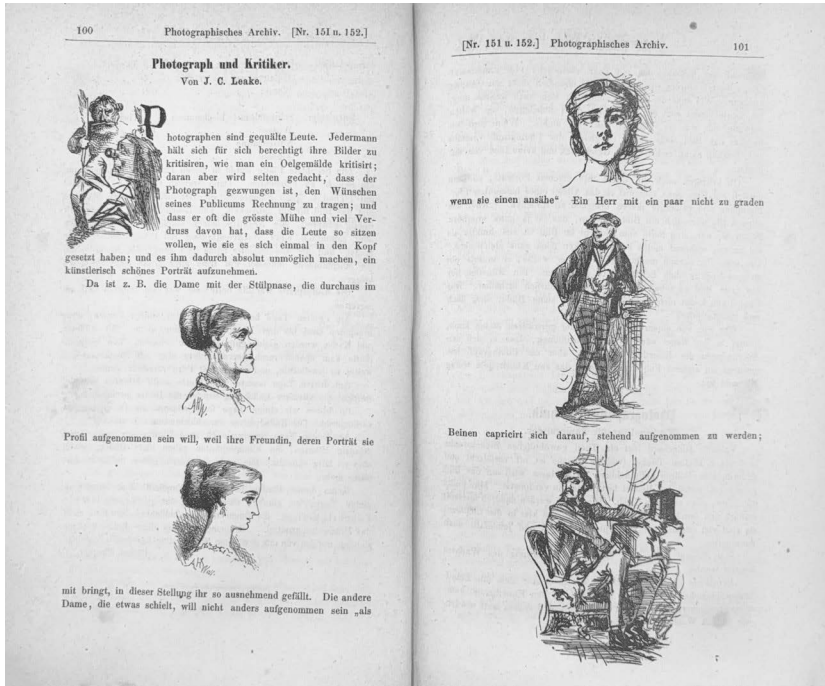 100 Photographisches Archiv. [Nr. 151 u. 152.]
Photograph und Kritiker.
Von J. C. Leake.
Photographen sind gequälte Leute. Jedermann
hält sich für sich berechtigt ihre Bilder zu
kritisiren, wie man ein Oelgemälde kritisirt;
daran aber wird selten gedacht, dass der
Photograph gezwungen ist, den Wünschen
seines Publicums Rechnung zu tragen; und
dass er oft die grösste Mühe und viel Ver-
druss davon hat, dass die Leute so sitzen
wollen, wie sie es sich einmal in den Kopf
gesetzt haben; und es ihm dadurch absolut unmöglich machen, ein
künstlerisch schönes Porträt aufzunehmen.
Da ist z. B. die Dame mit der Stülpnase, die durchaus im
Profil aufgenommen sein will, weil ihre Freundin, deren Porträt sie
mit bringt, in dieser Stellung ihr so ausnehmend gefällt. Die andere
Dame, die etwas schielt, will nicht anders aufgenommen sein „als
[Nr. 151 u. 152.] Photographisches Archiv. 101
wenn sie einen ansähe“ Ein Herr mit ein paar nicht zu graden
Beinen capricirt sich darauf, stehend aufgenommen zu werden;